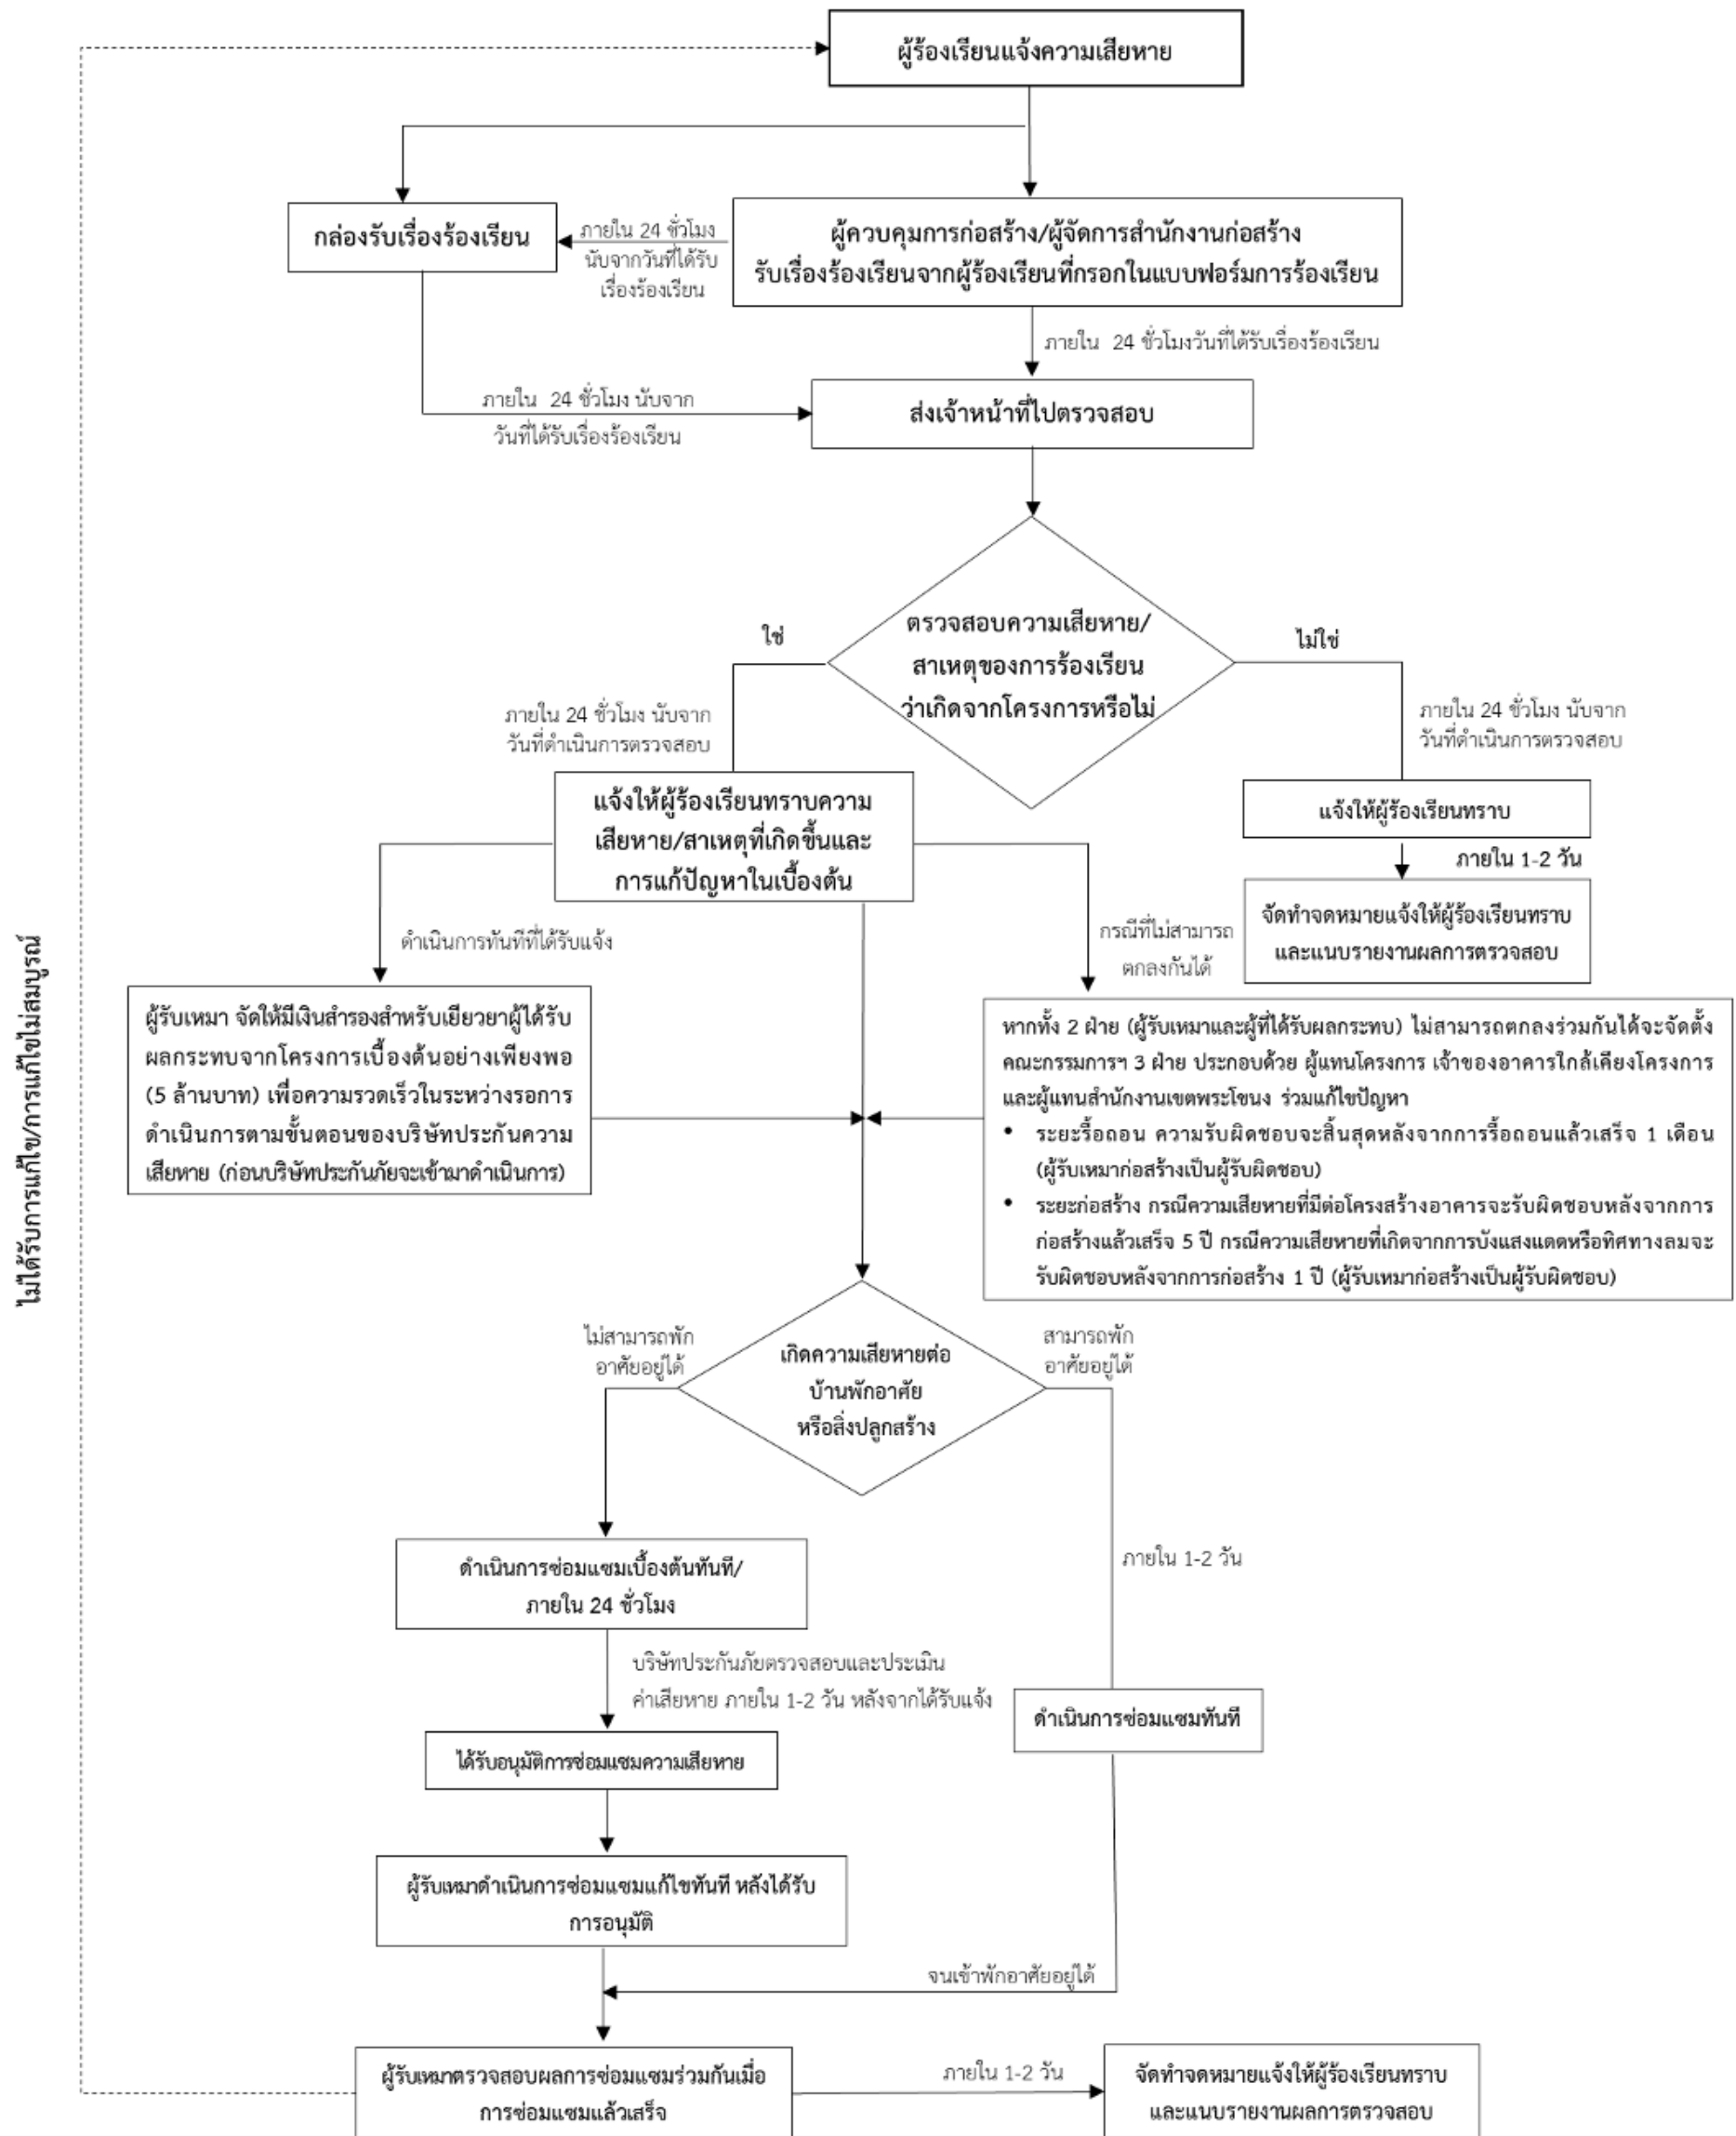 ผู้ร้องเรียนแจ้งความเสียหาย
กล่องรับเรื่องร้องเรียน
ภายใน 24 ชั่วโมง
นับจากวันที่ได้รับ
เรื่องร้องเรียน
ผู้ควบคุมการก่อสร้าง/ผู้จัดการสำนักงานก่อสร้าง
รับเรื่องร้องเรียนจากผู้ร้องเรียนที่กรอกในแบบฟอร์มการร้องเรียน
ภายใน 24 ชั่วโมงวันที่ได้รับเรื่องร้องเรียน
ภายใน 24 ชั่วโมง นับจาก
วันที่ได้รับเรื่องร้องเรียน
ส่งเจ้าหน้าที่ไปตรวจสอบ
ตรวจสอบความเสียหาย/
สาเหตุของการร้องเรียน
ว่าเกิดจากโครงการหรือไม่
ใช่
ไม่ใช่
ภายใน 24 ชั่วโมง นับจาก
วันที่ดำเนินการตรวจสอบ
ภายใน 24 ชั่วโมง นับจาก
วันที่ดำเนินการตรวจสอบ
แจ้งให้ผู้ร้องเรียนทราบความ
เสียหาย/สาเหตุที่เกิดขึ้นและ
การแก้ปัญหาในเบื้องต้น
แจ้งให้ผู้ร้องเรียนทราบ
ภายใน 1-2 วัน
จัดทำจดหมายแจ้งให้ผู้ร้องเรียนทราบ
และแนบรายงานผลการตรวจสอบ
ดำเนินการทันทีที่ได้รับแจ้ง
กรณีที่ไม่สามารถ
ตกลงกันได้
ผู้รับเหมา จัดให้มีเงินสำรองสำหรับเยียวยาผู้ได้รับ
ผลกระทบจากโครงการเบื้องต้นอย่างเพียงพอ
(5 ล้านบาท) เพื่อความรวดเร็วในระหว่างรอการ
ดำเนินการตามขั้นตอนของบริษัทประกันความ
เสียหาย (ก่อนบริษัทประกันภัยจะเข้ามาดำเนินการ)
หากทั้ง 2 ฝ่าย (ผู้รับเหมาและผู้ที่ได้รับผลกระทบ) ไม่สามารถตกลงร่วมกันได้จะจัดตั้ง
คณะกรรมการฯ 3 ฝ่าย ประกอบด้วย ผู้แทนโครงการ เจ้าของอาคารใกล้เคียงโครงการ
และผู้แทนสำนักงานเขตพระโขนง ร่วมแก้ไขปัญหา
• ระยะรื้อถอน ความรับผิดชอบจะสิ้นสุดหลังจากการรื้อถอนแล้วเสร็จ 1 เดือน
(ผู้รับเหมาก่อสร้างเป็นผู้รับผิดชอบ)
• ระยะก่อสร้าง กรณีความเสียหายที่มีต่อโครงสร้างอาคารจะรับผิดชอบหลังจากการ
ก่อสร้างแล้วเสร็จ 5 ปี กรณีความเสียหายที่เกิดจากการบังแสงแดดหรือทิศทางลมจะ
รับผิดชอบหลังจากการก่อสร้าง 1 ปี (ผู้รับเหมาก่อสร้างเป็นผู้รับผิดชอบ)
ไม่ได้รับการแก้ไข/การแก้ไขไม่สมบูรณ์
ไม่สามารถพัก
อาศัยอยู่ได้
เกิดความเสียหายต่อ
บ้านพักอาศัย
หรือสิ่งปลูกสร้าง
สามารถพัก
อาศัยอยู่ได้
ดำเนินการซ่อมแซมเบื้องต้นทันที/
ภายใน 24 ชั่วโมง
ภายใน 1-2 วัน
บริษัทประกันภัยตรวจสอบและประเมิน
ค่าเสียหาย ภายใน 1-2 วัน หลังจากได้รับแจ้ง
ดำเนินการซ่อมแซมทันที
ได้รับอนุมัติการซ่อมแซมความเสียหาย
ผู้รับเหมาดำเนินการซ่อมแซมแก้ไขทันที หลังได้รับ
การอนุมัติ
จนเข้าพักอาศัยอยู่ได้
ผู้รับเหมาตรวจสอบผลการซ่อมแซมร่วมกันเมื่อ
การซ่อมแซมแล้วเสร็จ
ภายใน 1-2 วัน
จัดทำจดหมายแจ้งให้ผู้ร้องเรียนทราบ
และแนบรายงานผลการตรวจสอบ